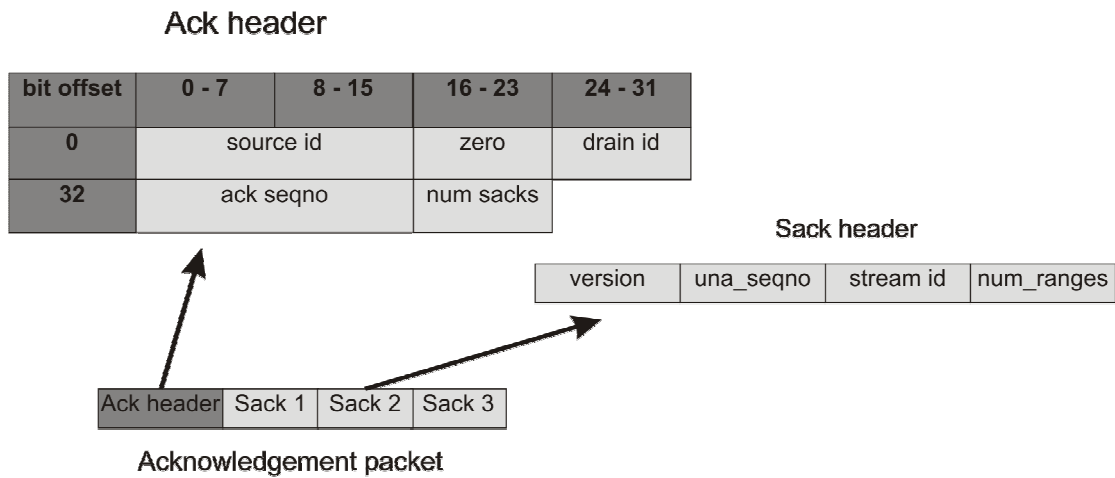 Ack header
bit offset 0 - 7 8 - 15 16 - 23 24 - 31
0 source id zero drain id
32 ack seqno num sacks
Sack header
version una_seqno stream id num_ranges
Ack header Sack 1 Sack 2 Sack 3
Acknowledgement packet